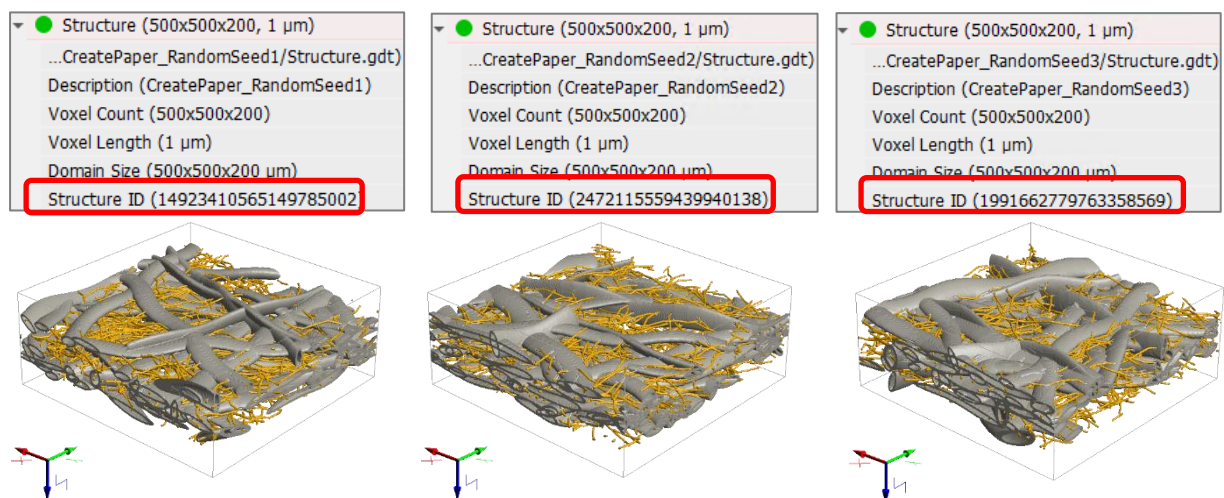 Structure (500x500x200, 1 µm)
...CreatePaper_RandomSeed1/Structure.gdt)
Description (CreatePaper_RandomSeed1)
Voxel Count (500x500x200)
Voxel Length (1 µm)
Domain Size (500x500x200 µm)
Structure ID (14923410565149785002)
Structure (500x500x200, 1 µm)
...CreatePaper_RandomSeed2/Structure.gdt)
Description (CreatePaper_RandomSeed2)
Voxel Count (500x500x200)
Voxel Length (1 µm)
Domain Size (500x500x200 µm)
Structure ID (2472115559439940138)
Structure (500x500x200, 1 µm)
...CreatePaper_RandomSeed3/Structure.gdt)
Description (CreatePaper_RandomSeed3)
Voxel Count (500x500x200)
Voxel Length (1 µm)
Domain Size (500x500x200 µm)
Structure ID (1991662779763358569)